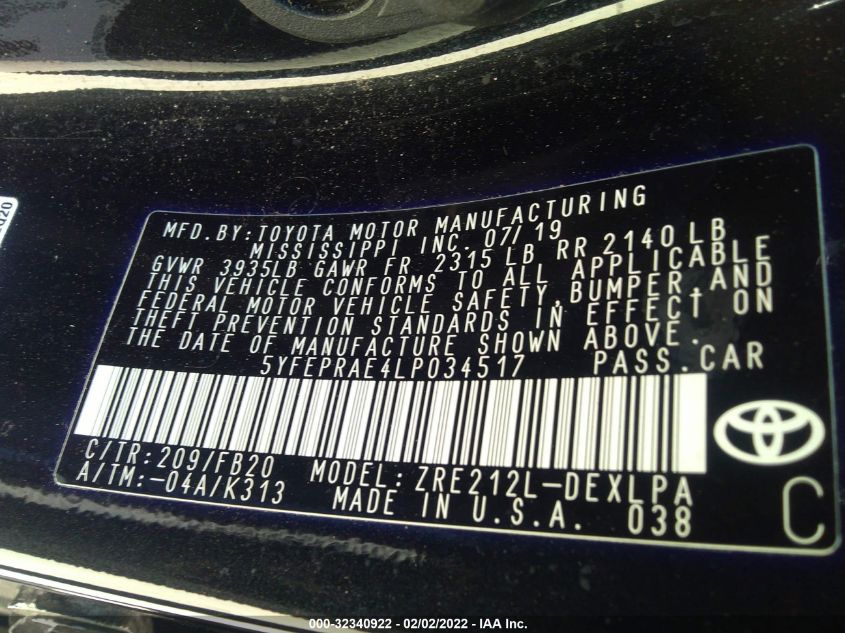 MFD.BY:TOYOTA MOTOR MANUFACTURING
MISSISSIPPI INC. 07/19
GVWR 3935LB GAWR FR 2315 LB RR 2140 LB
THIS VEHICLE CONFORMS TO ALL APPLICABLE
FEDERAL MOTOR VEHICLE SAFETY,BUMPER,AND
THEFT PREVENTION STANDARDS IN EFFECT ON
THE DATE OF MANUFACTURE SHOWN ABOVE.
5YFEPRAE4LP034517 PASS.CAR
C/TR:209/FB20 MODEL:ZRE212L-DEXLPA
A/TM:-04A/K313 MADE IN U.S.A. 038
C
000-32340922 - 02/02/2022 - IAA Inc.